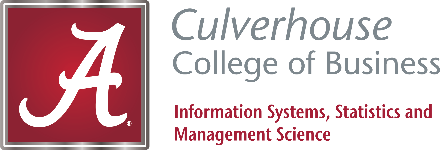 A
Culverhouse
College of Business
Information Systems, Statistics and
Management Science